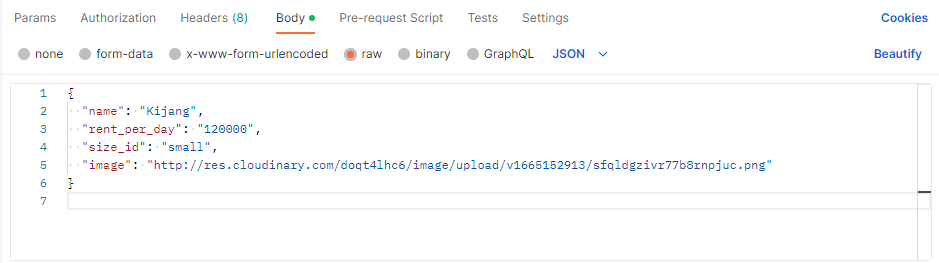 Params Authorization Headers (8) Body Pre-request Script Tests Settings Cookies
none form-data x-www-form-urlencoded raw binary GraphQL JSON Beautify
1 {
2 "name": "Kijang",
3 "rent_per_day": "120000",
4 "size_id": "small",
5 "image": "http://res.cloudinary.com/doqt4lhc6/image/upload/v1665152913/sfqldgzivr77b8rnpjuc.png"
6 }
7